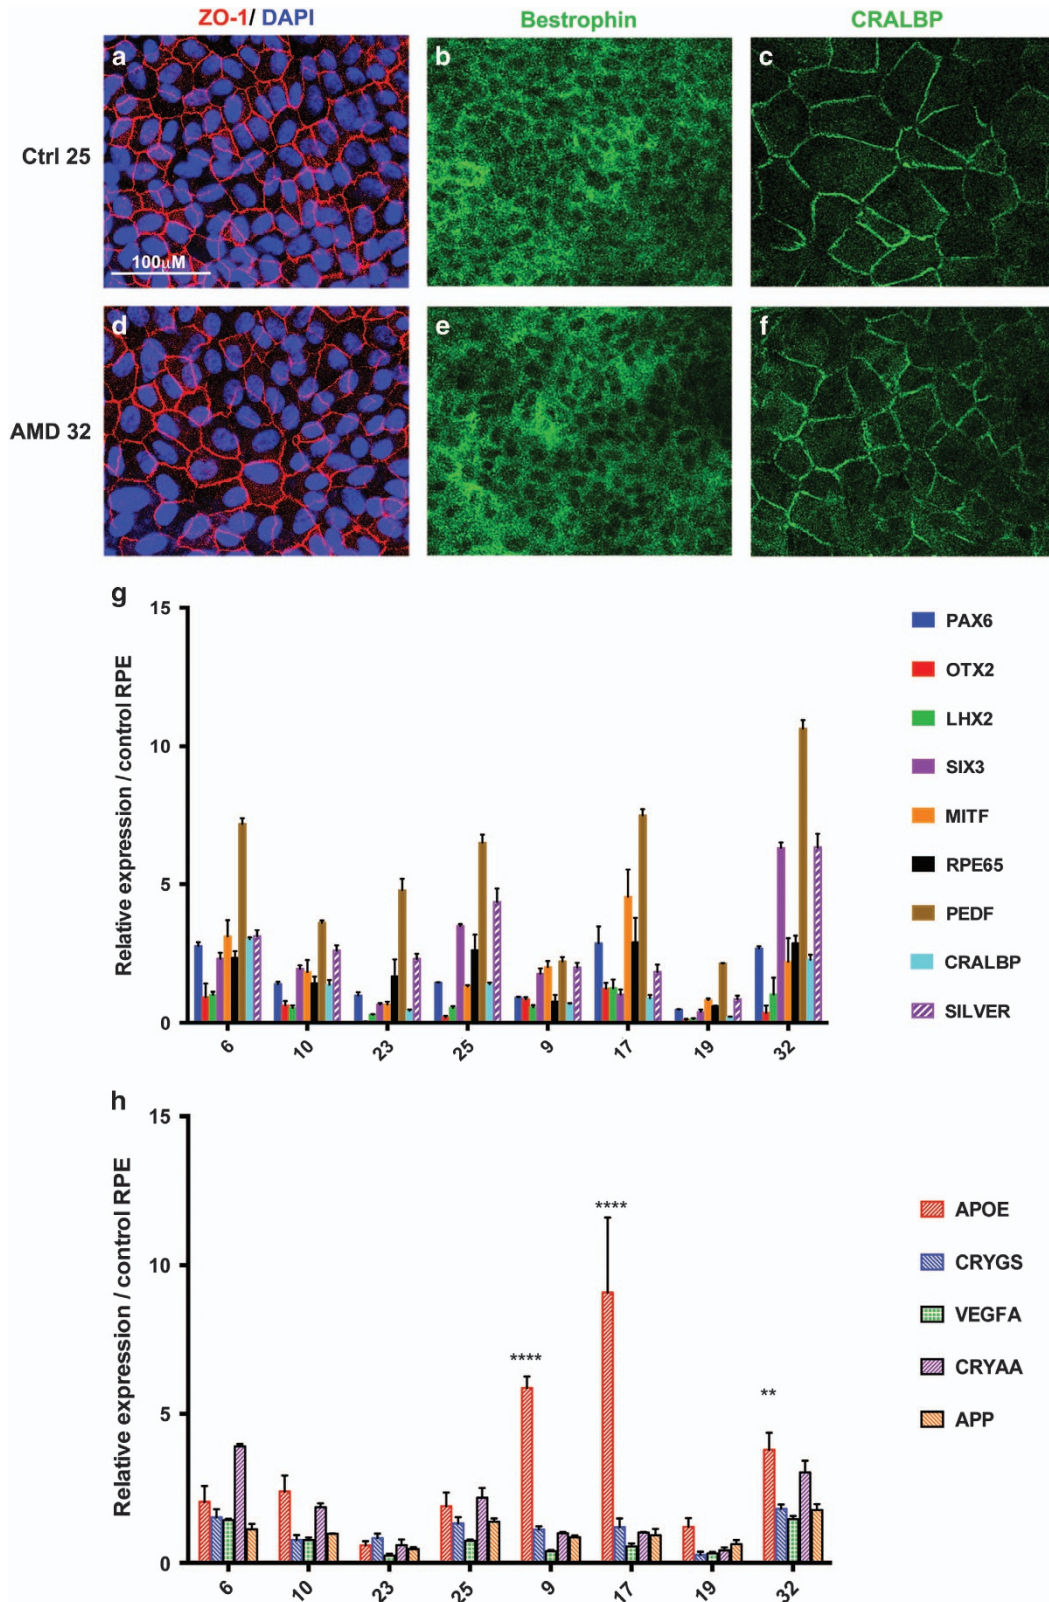 ZO-1/ DAPI
Bestrophin
CRALBP
a
b
c
Ctrl 25
100µM
d
e
f
AMD 32
g
15
10
5
0
Relative expression / control RPE
6
10
23
25
9
17
19
32
PAX6
OTX2
LHX2
SIX3
MITF
RPE65
PEDF
CRALBP
SILVER
h
15
10
5
0
Relative expression / control RPE
****
****
**
6
10
23
25
9
17
19
32
APOE
CRYGS
VEGFA
CRYAA
APP